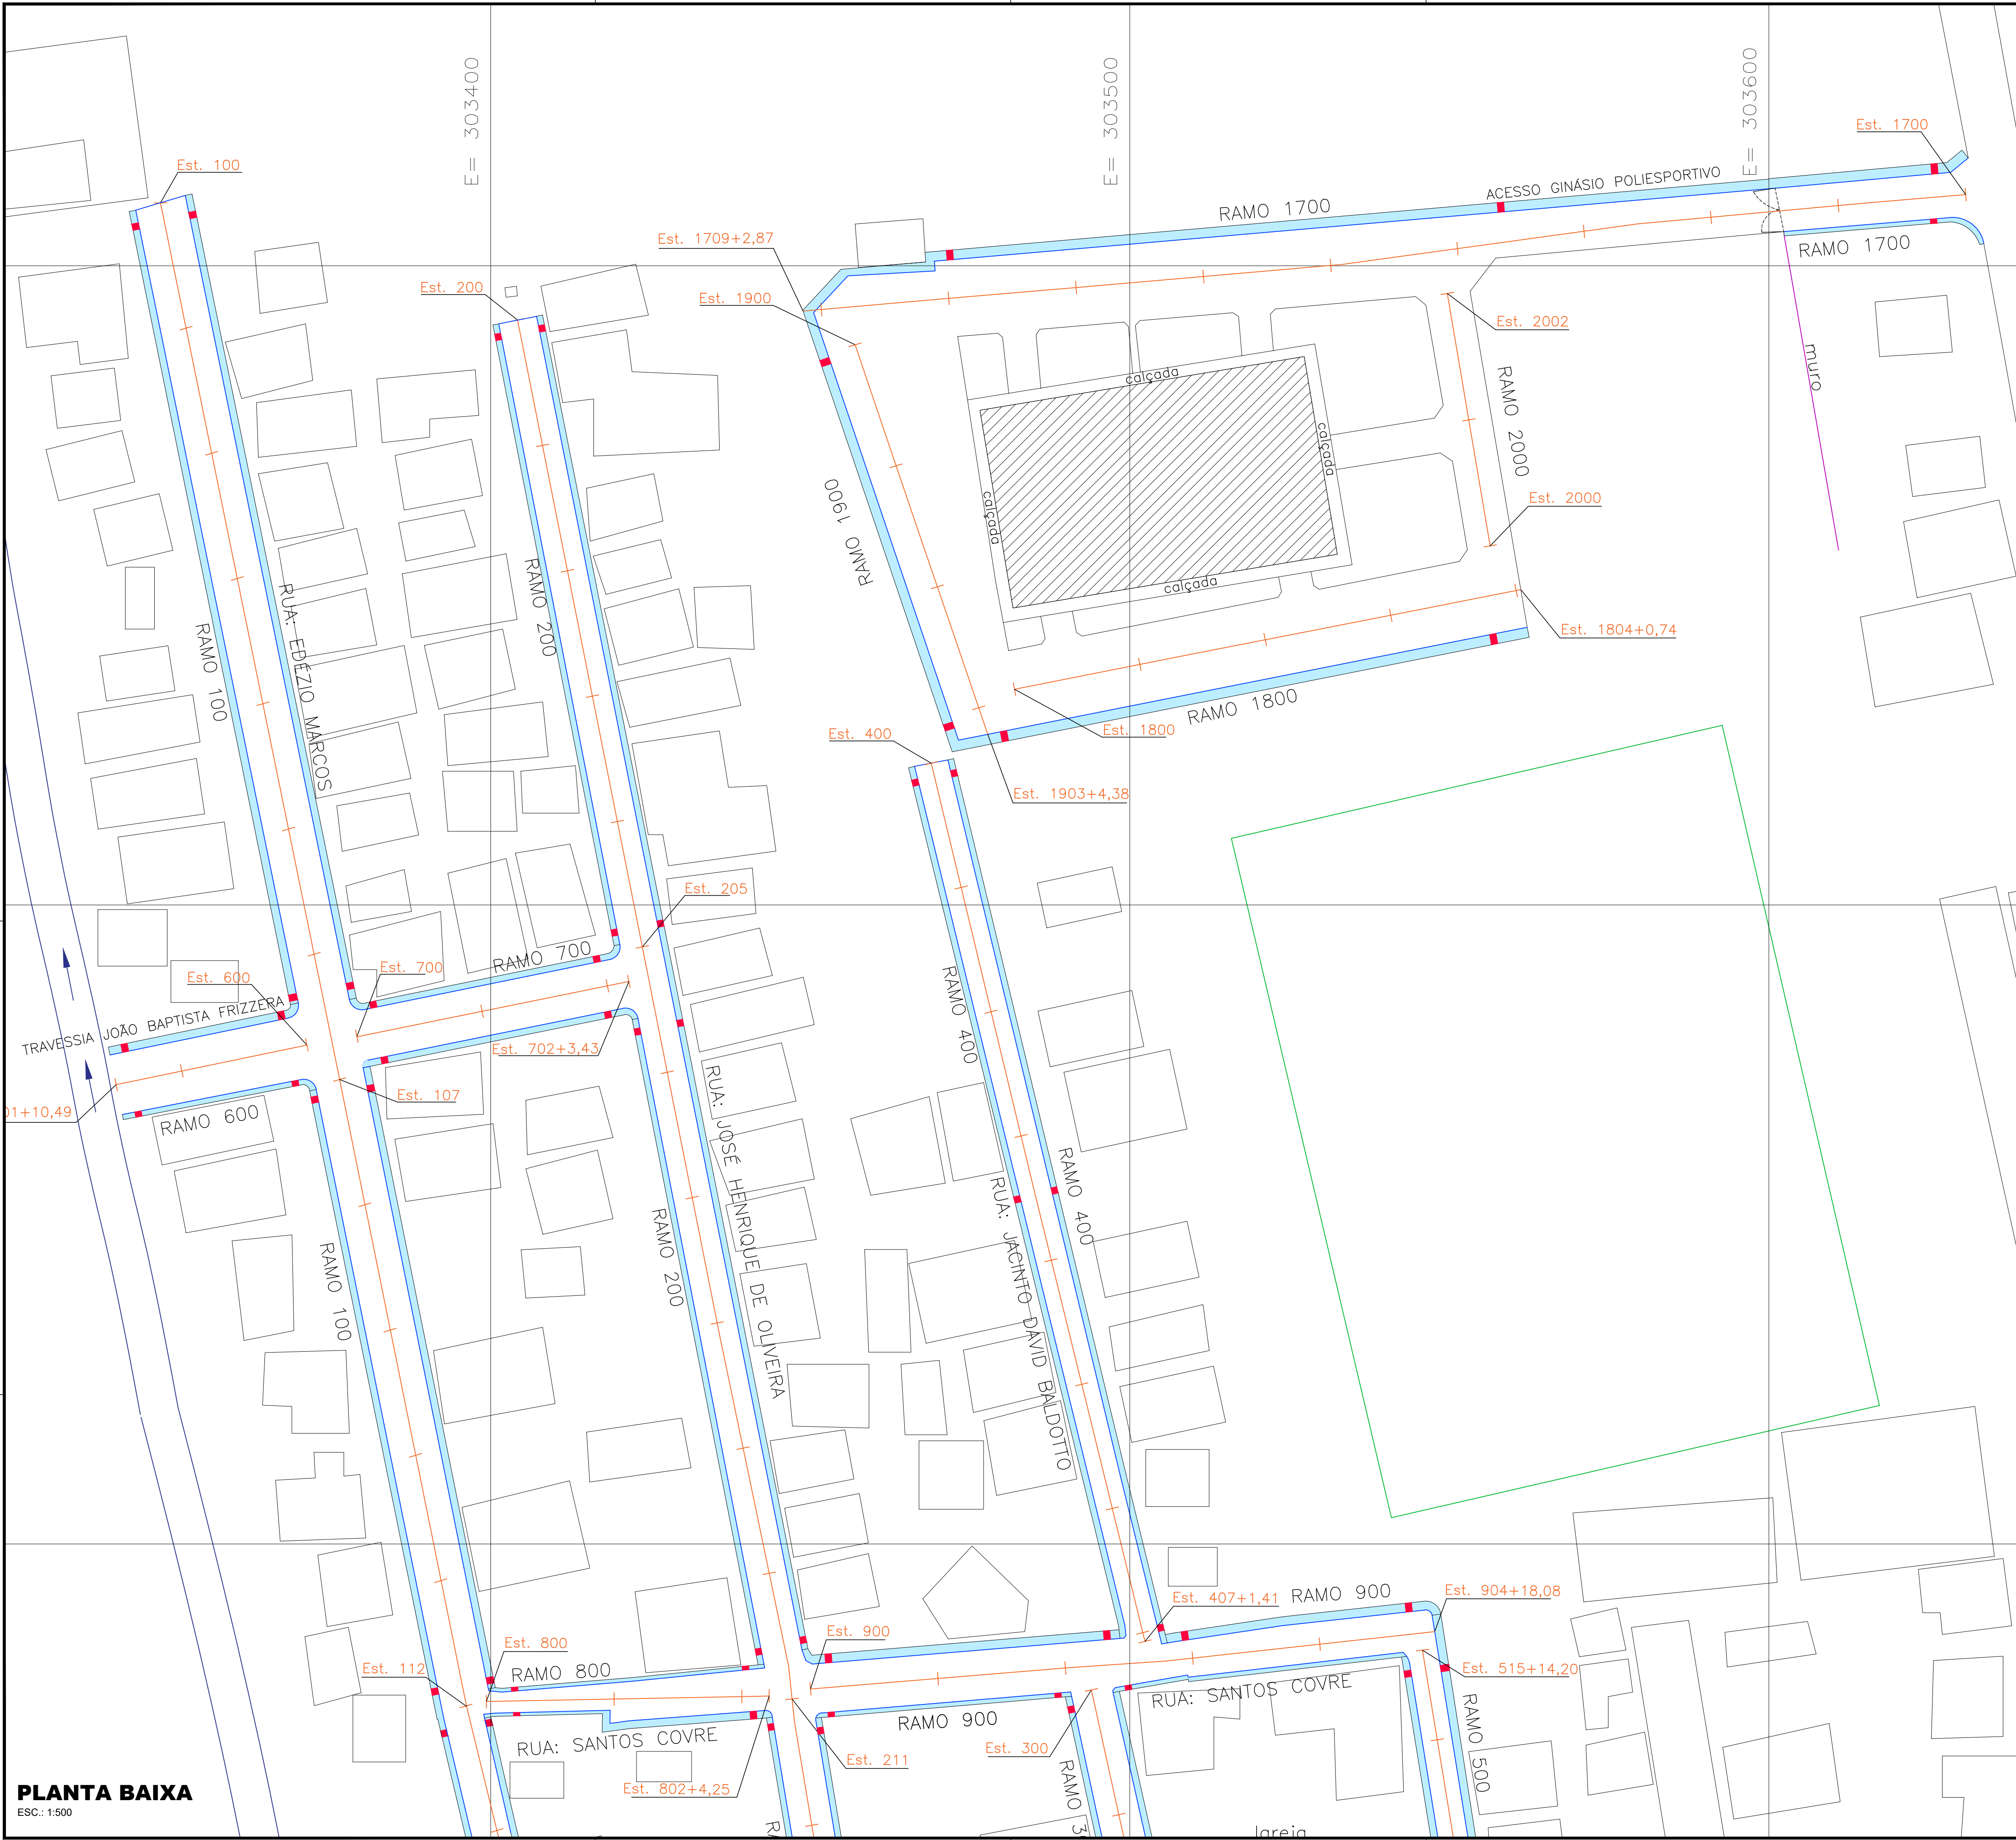 E= 303400
E= 303500
E= 303600
Est. 1700
Est. 100
ACESSO GINÁSIO POLIESPORTIVO
RAMO 1700
Est. 1709+2,87
RAMO 1700
Est. 200
Est. 1900
Est. 2002
muro
calçada
RAMO 2000
calçada
RAMO 1900
calçada
Est. 2000
calçada
RAMO 200
RUA: EDÉZIO MARCOS
RAMO 100
Est. 1804+0,74
RAMO 1800
Est. 1800
Est. 400
Est. 1903+4,38
Est. 205
RAMO 700
Est. 700
Est. 600
TRAVESSIA JOÃO BAPTISTA FRIZZERA
RAMO 400
Est. 702+3,43
Est. 107
01+10,49
RAMO 600
RUA: JOSÉ HENRIQUE DE OLIVEIRA
RAMO 400
RUA: JACINTO DAVID BALDOTTO
RAMO 200
RAMO 100
Est. 407+1,41
RAMO 900
Est. 904+18,08
Est. 900
Est. 800
Est. 112
RAMO 800
Est. 515+14,20
RUA: SANTOS COVRE
RAMO 900
RUA: SANTOS COVRE
Est. 300
Est. 211
RAMO 500
Est. 802+4,25
RAMO 3
Igreja
PLANTA BAIXA
ESC.: 1:500